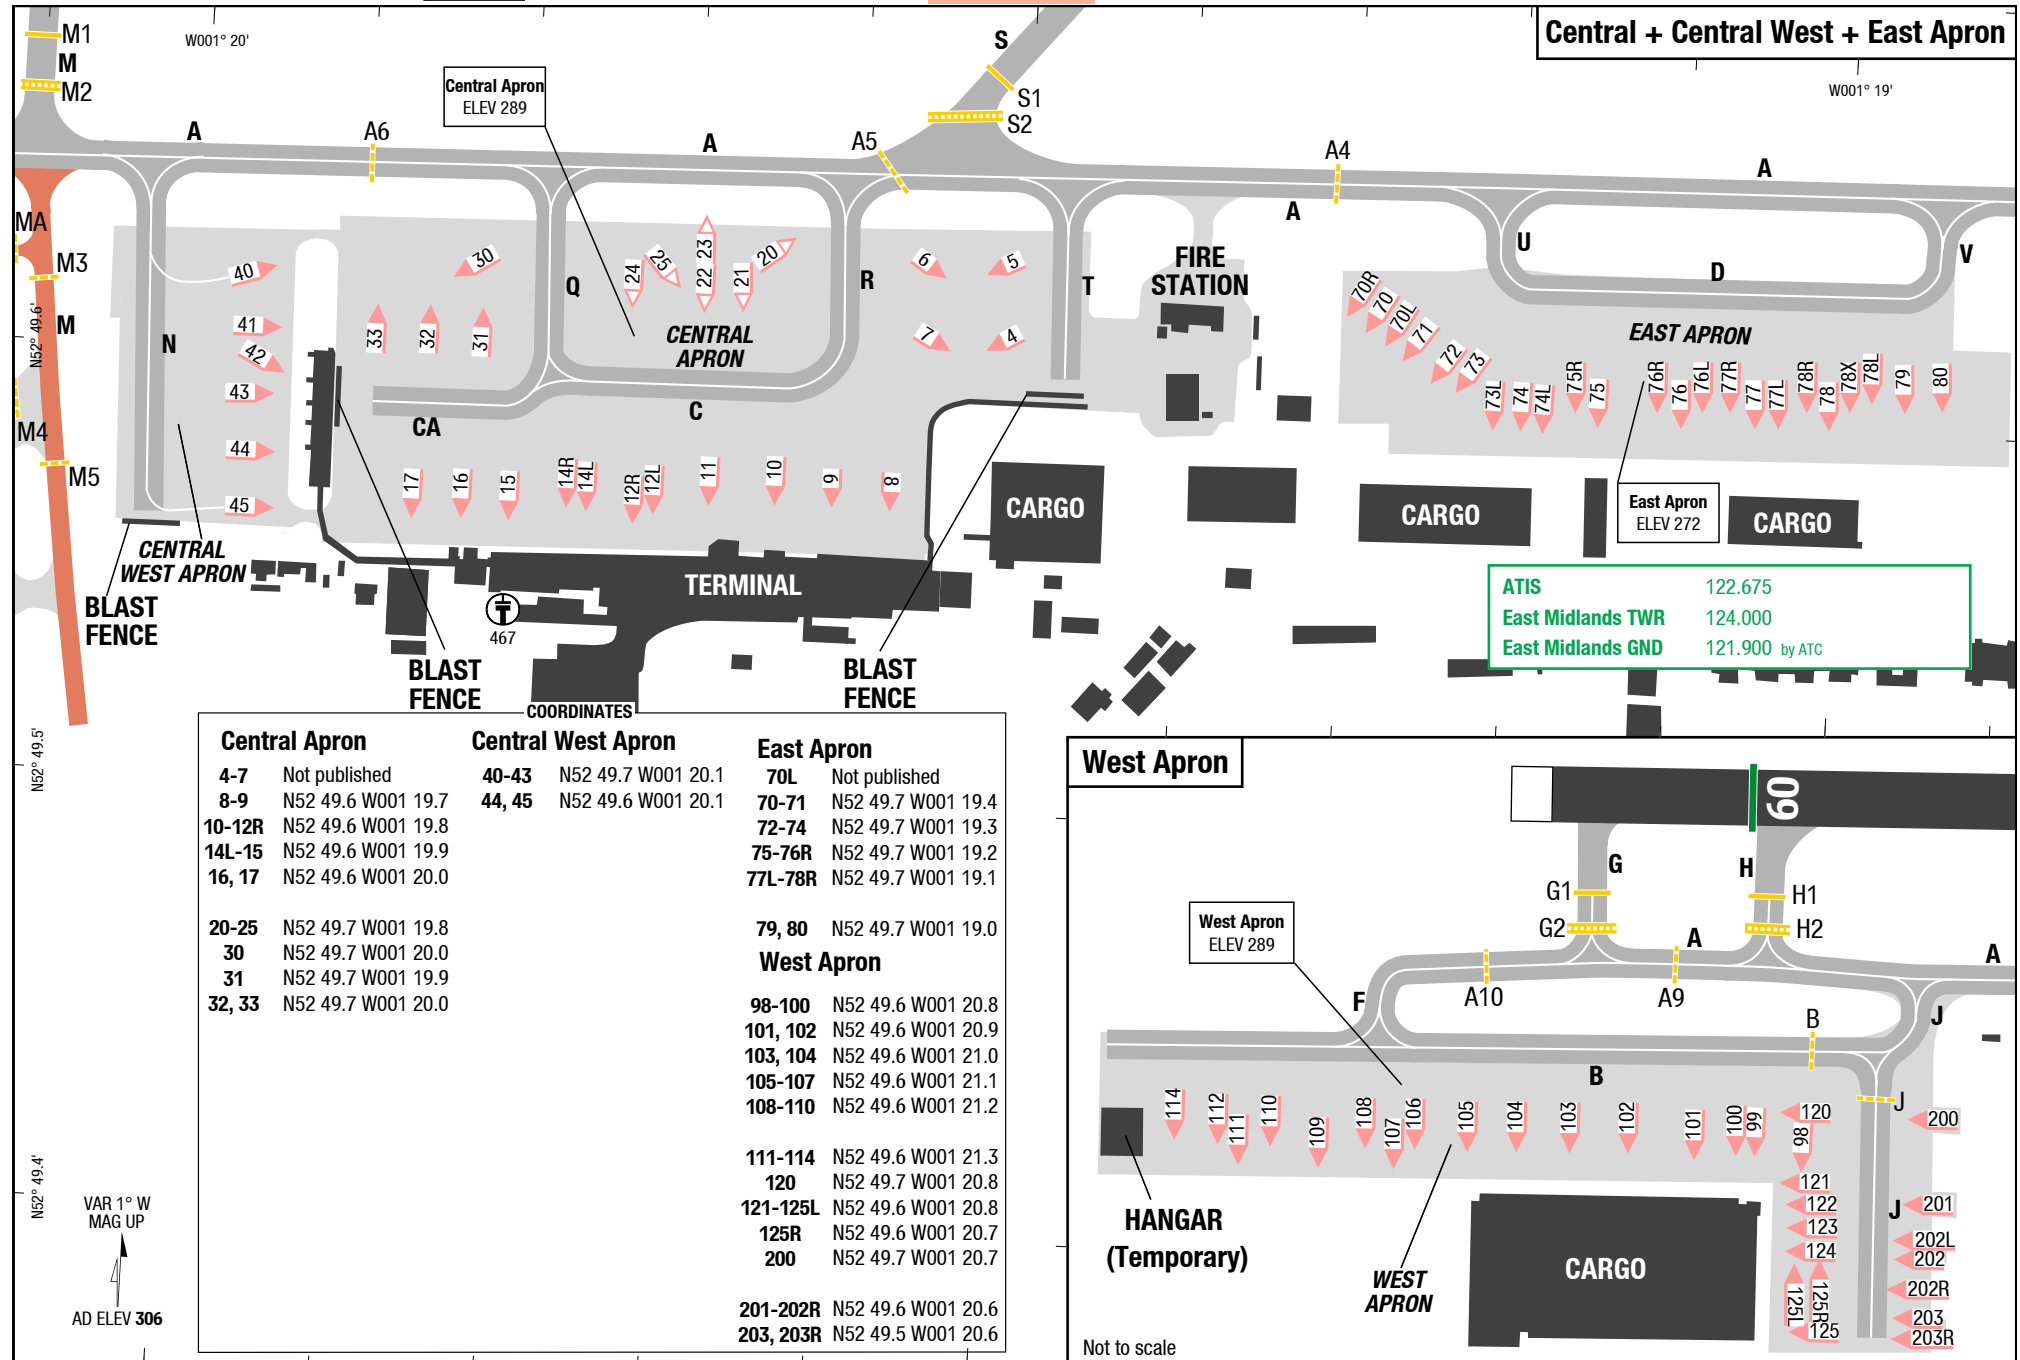 Central + Central West + East Apron
W001° 20'
W001° 19'
M1
M
M2
A
A6
Central Apron
ELEV 289
A
A5
S
S1
S2
A4
A
A
MA
M3
M
M4
M5
N52° 49.6'
N52° 49.5'
N52° 49.4'
N
Q
R
T
U
D
V
C
CA
40
41
42
43
44
45
30
33
32
31
24
25
23
22
21
20
6
5
7
4
CENTRAL
APRON
FIRE
STATION
EAST APRON
70R
70
70L
71
72
73
73L
74
74L
75R
75
76R
76
76L
77R
77
77L
78R
78
78X
78L
79
80
17
16
15
14R
14L
12R
12L
11
10
9
8
CARGO
CARGO
CARGO
East Apron
ELEV 272
CENTRAL
WEST APRON
BLAST
FENCE
BLAST
FENCE
BLAST
FENCE
TERMINAL
467
ATIS 122.675
East Midlands TWR 124.000
East Midlands GND 121.900 by ATC
COORDINATES
Central Apron
4-7 Not published
8-9 N52 49.6 W001 19.7
10-12R N52 49.6 W001 19.8
14L-15 N52 49.6 W001 19.9
16, 17 N52 49.6 W001 20.0
20-25 N52 49.7 W001 19.8
30 N52 49.7 W001 20.0
31 N52 49.7 W001 19.9
32, 33 N52 49.7 W001 20.0
Central West Apron
40-43 N52 49.7 W001 20.1
44, 45 N52 49.6 W001 20.1
East Apron
70L Not published
70-71 N52 49.7 W001 19.4
72-74 N52 49.7 W001 19.3
75-76R N52 49.7 W001 19.2
77L-78R N52 49.7 W001 19.1
79, 80 N52 49.7 W001 19.0
West Apron
98-100 N52 49.6 W001 20.8
101, 102 N52 49.6 W001 20.9
103, 104 N52 49.6 W001 21.0
105-107 N52 49.6 W001 21.1
108-110 N52 49.6 W001 21.2
111-114 N52 49.6 W001 21.3
120 N52 49.7 W001 20.8
121-125L N52 49.6 W001 20.8
125R N52 49.6 W001 20.7
200 N52 49.7 W001 20.7
201-202R N52 49.6 W001 20.6
203, 203R N52 49.5 W001 20.6
VAR 1° W
MAG UP
AD ELEV 306
West Apron
09
G
H
G1
H1
G2
H2
A
A
West Apron
ELEV 289
F
A10
A9
B
J
B
J
J
114
112
111
110
109
108
107
106
105
104
103
102
101
100
99
98
120
121
122
123
124
125L
125R
125
200
201
202L
202
202R
203
203R
HANGAR
(Temporary)
WEST
APRON
CARGO
Not to scale